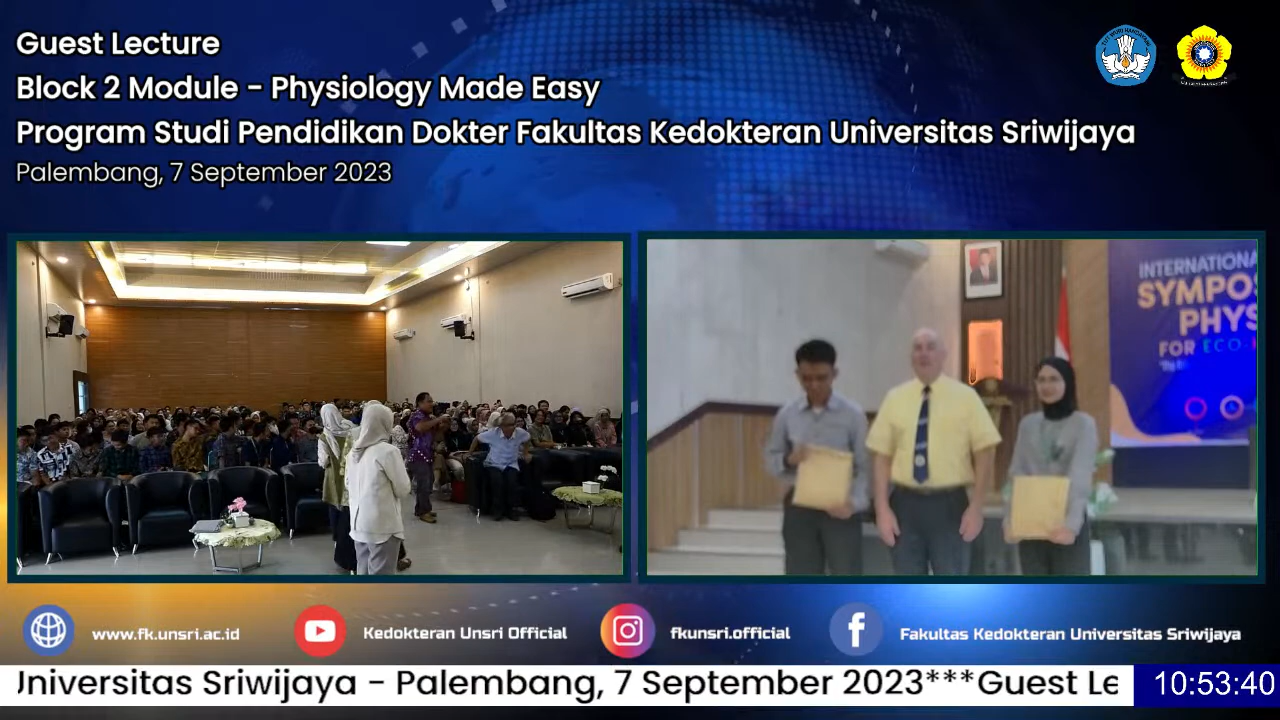 Guest Lecture
Block 2 Module - Physiology Made Easy
Program Studi Pendidikan Dokter Fakultas Kedokteran Universitas Sriwijaya
Palembang, 7 September 2023
INTERNATIONA
SYMPOS
PHYS
FOR ECO-
www.fk.unsri.ac.id
Kedokteran Unsri Official
fkunsri.official
Fakultas Kedokteran Universitas Sriwijaya
Universitas Sriwijaya - Palembang, 7 September 2023***Guest Le
10:53:40